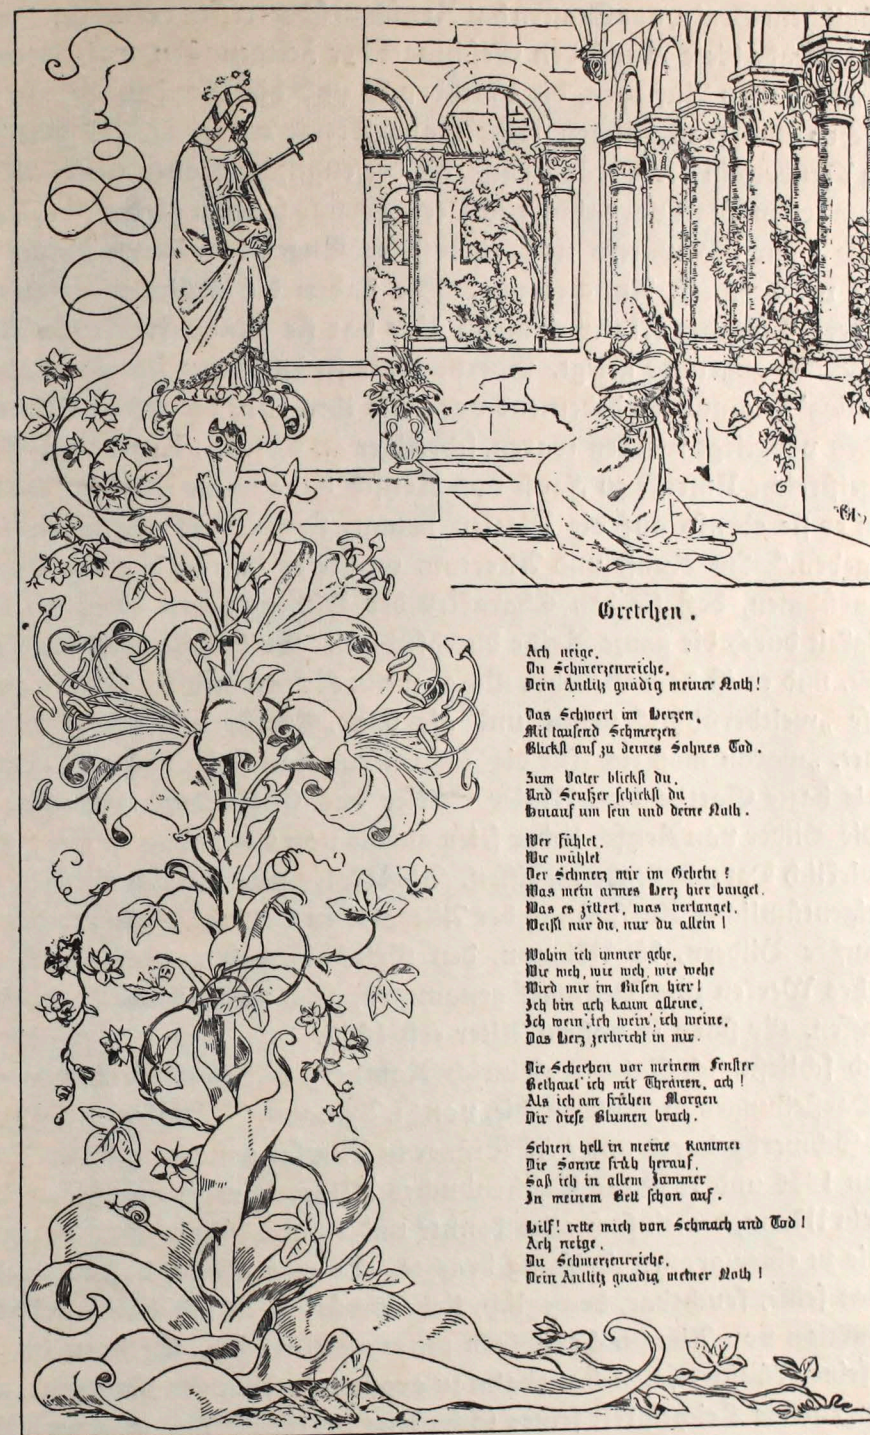 Gretchen.
Ach neige,
Du Schmerzenreiche,
Dein Antlitz gnädig meiner Noth!
Das Schwert im Herzen,
Mit tausend Schmerzen
Blickst auf zu deines Sohnes Tod.
Zum Vater blickst du,
Und Seufzer schickst du
Hinauf um sein und deine Noth.
Wer fühlet,
Wie wühlet
Der Schmerz mir im Gebein?
Was mein armes Herz hier banget,
Was es zittert, was verlanget,
Weißt nur du, nur du allein!
Wohin ich immer gehe,
Wie weh, wie weh, wie wehe
Wird mir im Busen hier!
Ich bin ach kaum alleine,
Ich wein', ich wein', ich weine,
Das Herz zerbricht in mir.
Die Scherben vor meinem Fenster
Bethaut' ich mit Thränen, ach!
Als ich am frühen Morgen
Dir diese Blumen brach.
Schien hell in meine Kammer
Die Sonne früh herauf,
Saß ich in allem Jammer
In meinem Bett schon auf.
Hilf! rette mich von Schmach und Tod!
Ach neige,
Du Schmerzenreiche,
Dein Antlitz gnädig meiner Noth!